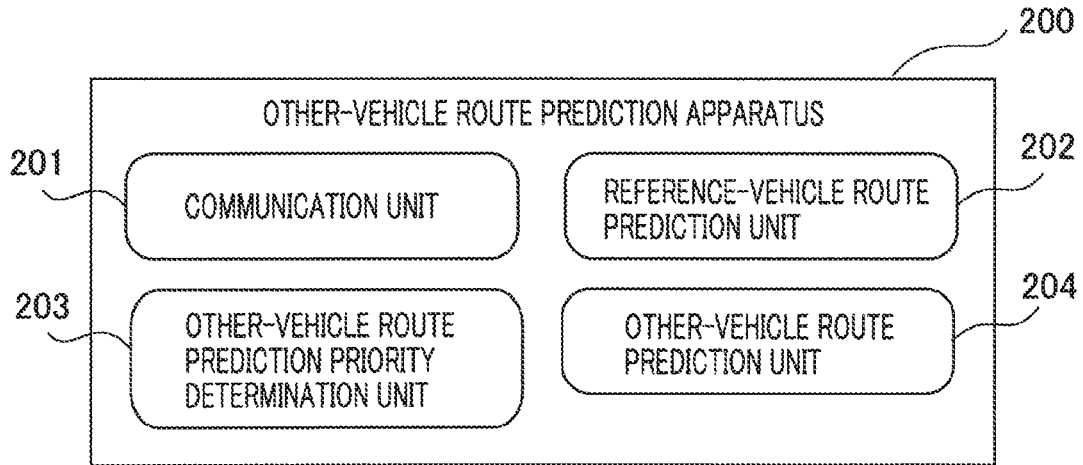 200
OTHER-VEHICLE ROUTE PREDICTION APPARATUS
201
COMMUNICATION UNIT
202
REFERENCE-VEHICLE ROUTE
PREDICTION UNIT
203
OTHER-VEHICLE ROUTE
PREDICTION PRIORITY
DETERMINATION UNIT
204
OTHER-VEHICLE ROUTE
PREDICTION UNIT